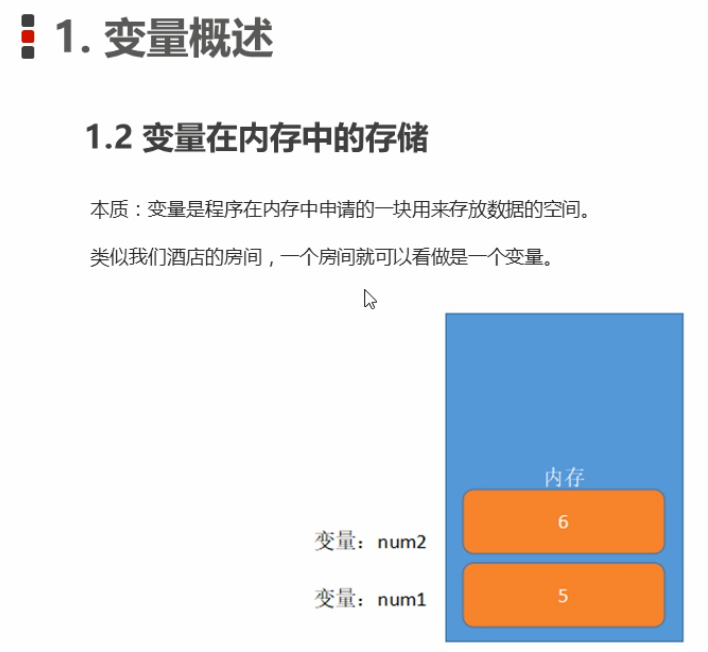 1. 变量概述
1.2 变量在内存中的存储
本质：变量是程序在内存中申请的一块用来存放数据的空间。
类似我们酒店的房间，一个房间就可以看做是一个变量。
内存
变量：num2
6
变量：num1
5